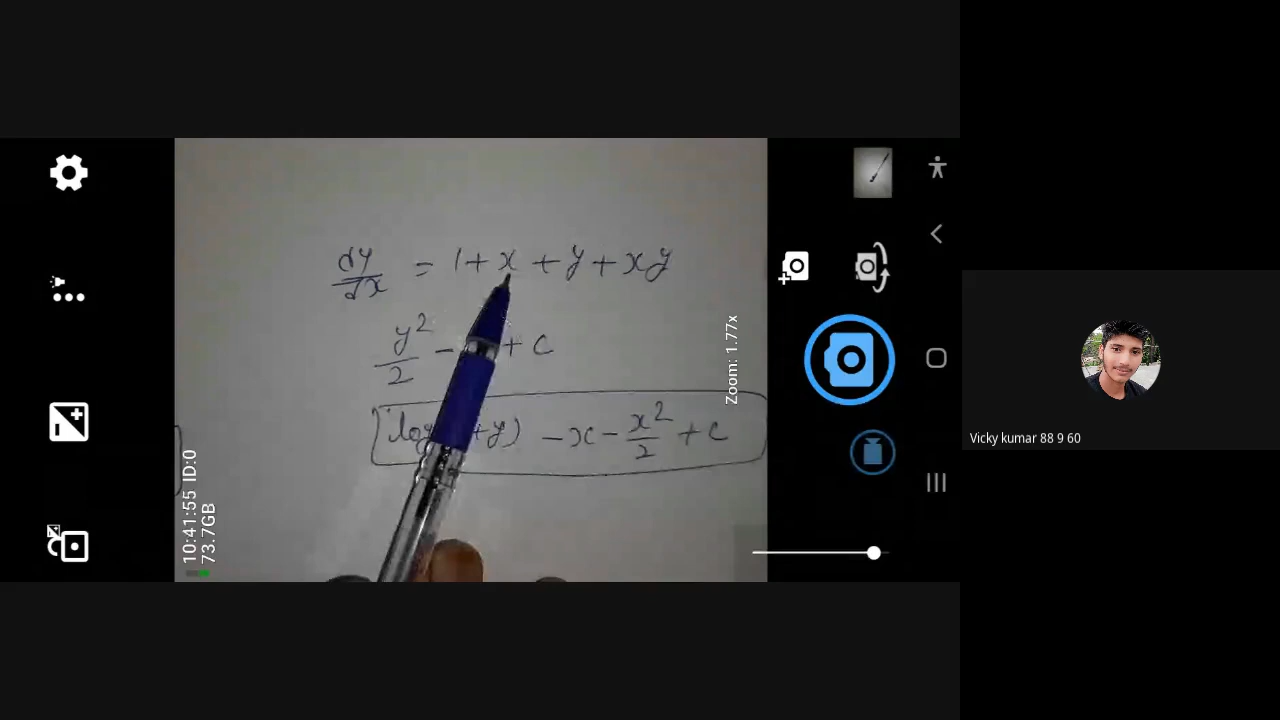 dy/dx = 1 + x + y + xy
y²/2 - + c
log +y) - x - x²/2 + c
Zoom: 1.77x
10:41:55 ID:0
73.7GB
Vicky kumar 88 9 60